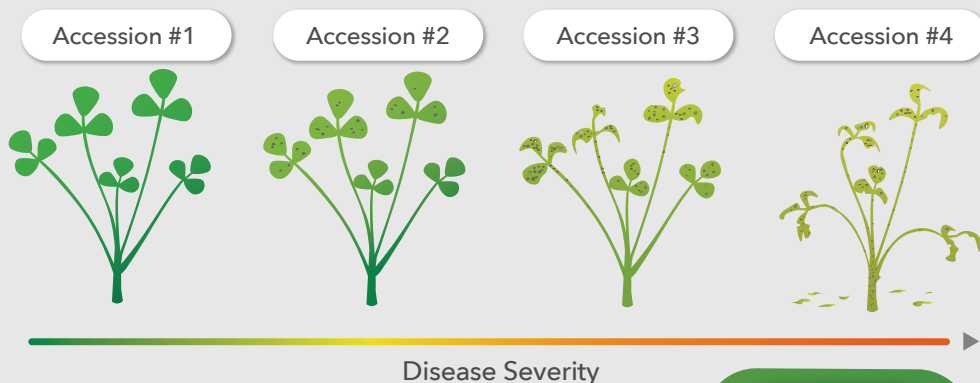 Accession #1
Accession #2
Accession #3
Accession #4
Disease Severity